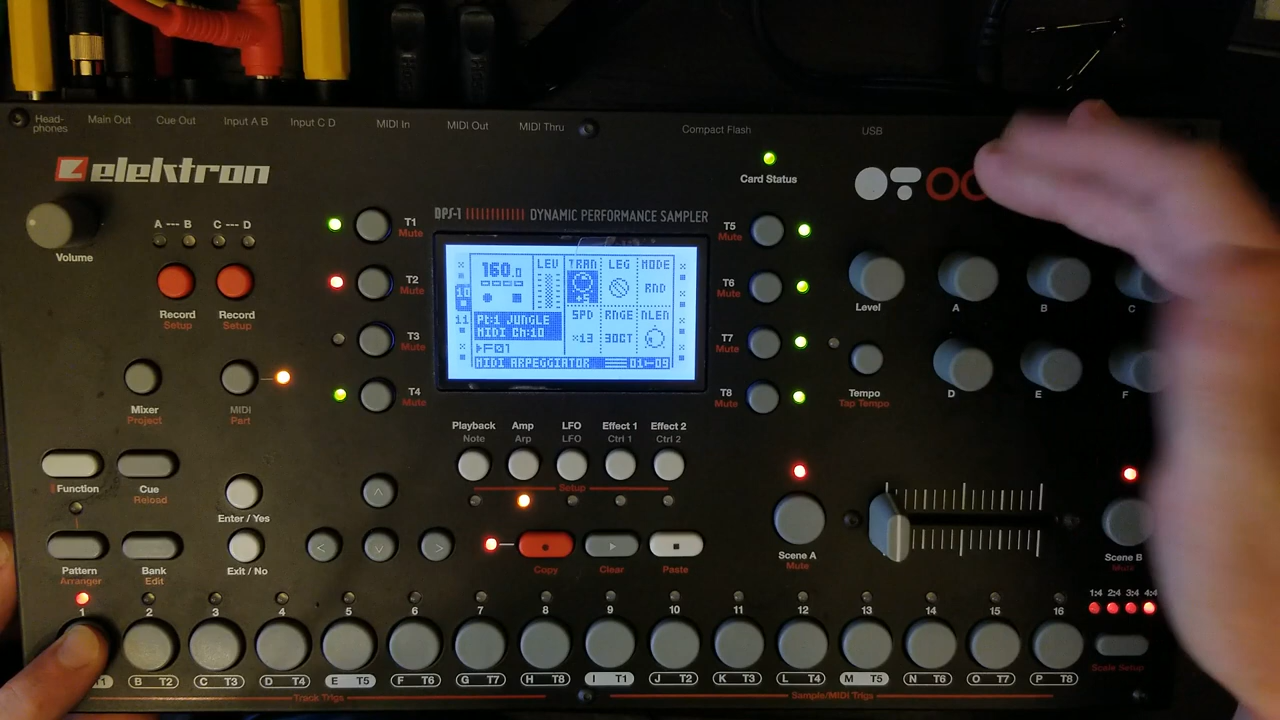 Head-
phones
Main Out
Cue Out
Input A B
Input C D
MIDI In
MIDI Out
MIDI Thru
Compact Flash
USB
elektron
Card Status
DPS-1
DYNAMIC PERFORMANCE SAMPLER
Volume
A --- B
C --- D
Record
Setup
Record
Setup
T1
Mute
T2
Mute
T3
Mute
T4
Mute
T5
Mute
T6
Mute
T7
Mute
T8
Mute
160.0
LEV
TRAN
LEG
MODE
RND
10
11
+5
SPD
RNGE
NLEN
Pt:1 JUNGLE
MIDI Ch:10
x13
3OCT
F01
MIDI ARPEGGIATOR
01 09
Level
A
B
C
D
E
F
Tempo
Tap Tempo
Mixer
Project
MIDI
Part
Playback
Note
Amp
Arp
LFO
LFO
Effect 1
Ctrl 1
Effect 2
Ctrl 2
Setup
Function
Cue
Reload
Enter / Yes
Exit / No
Pattern
Arranger
Bank
Edit
Copy
Clear
Paste
Scene A
Mute
Scene B
Mute
1:4 2:4 3:4 4:4
Scale Setup
1 2 3 4 5 6 7 8 9 10 11 12 13 14 15 16
B T2
C T3
D T4
E T5
F T6
G T7
H T8
I T1
J T2
K T3
L T4
M T5
N T6
O T7
P T8
Track Trigs
Sample/MIDI Trigs